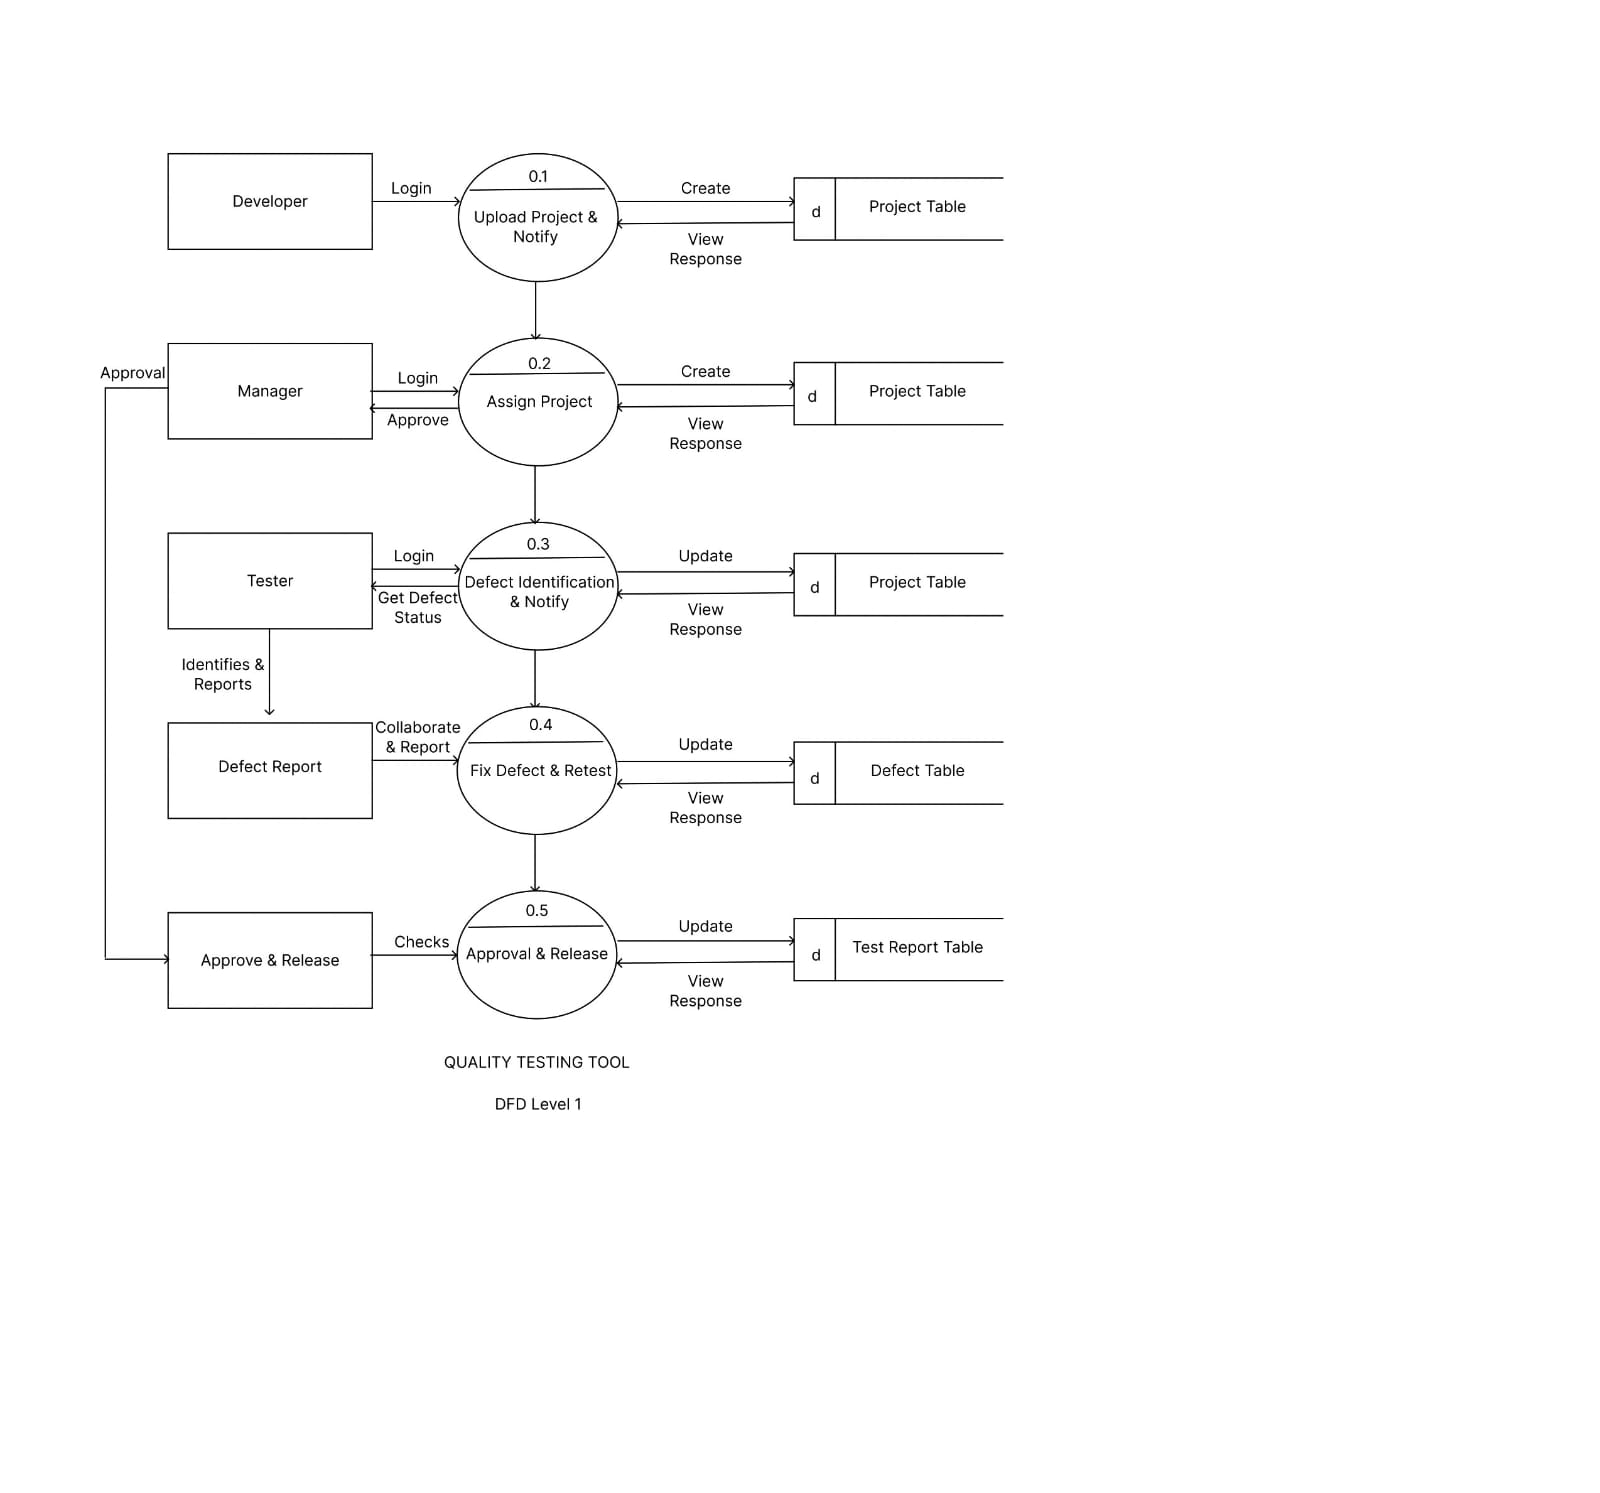 0.1
Developer
Login
Upload Project &
Notify
Create
View
Response
d
Project Table
Approval
Manager
Login
Approve
0.2
Assign Project
Create
View
Response
d
Project Table
Tester
Login
Get Defect
Status
0.3
Defect Identification
& Notify
Update
View
Response
d
Project Table
Identifies &
Reports
Defect Report
Collaborate
& Report
0.4
Fix Defect & Retest
Update
View
Response
d
Defect Table
Approve & Release
Checks
0.5
Approval & Release
Update
View
Response
d
Test Report Table
QUALITY TESTING TOOL
DFD Level 1